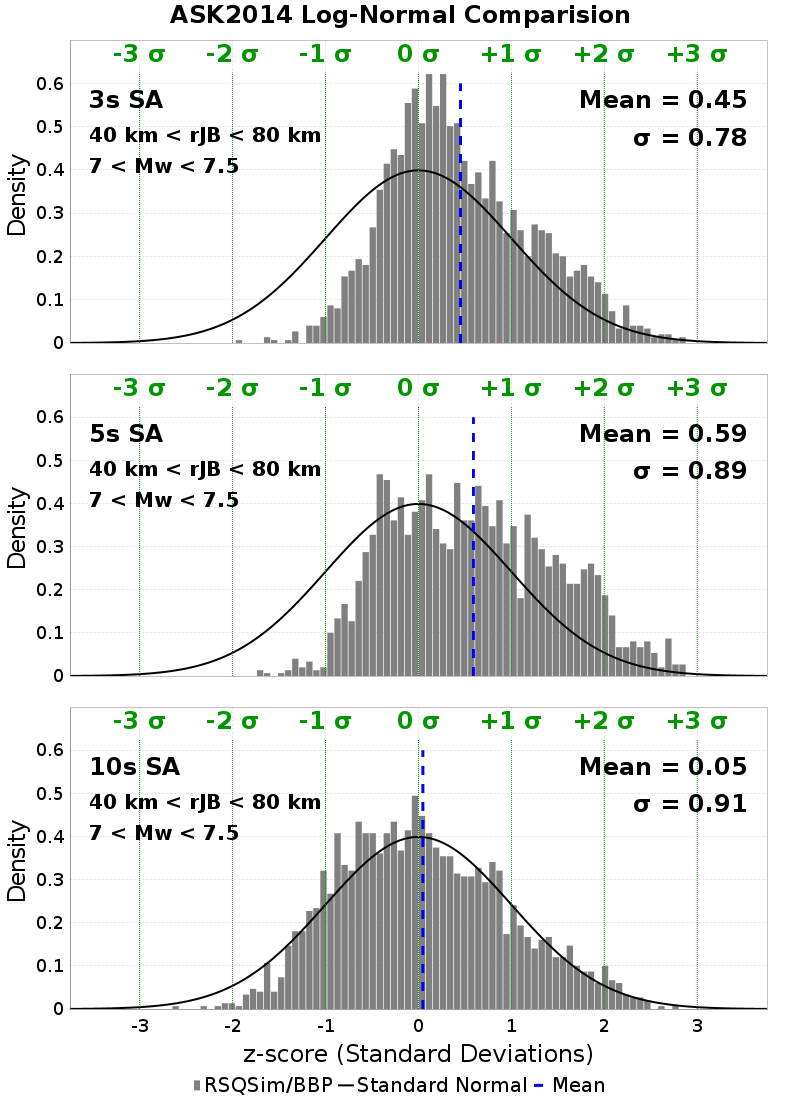 ASK2014 Log-Normal Comparision
-3 σ -2 σ -1 σ 0 σ +1 σ +2 σ +3 σ
0.6
3s SA Mean = 0.45
0.5
40 km < rJB < 80 km σ = 0.78
0.4
7 < Mw < 7.5
0.3
0.2
0.1
0
Density
-3 σ -2 σ -1 σ 0 σ +1 σ +2 σ +3 σ
0.6
5s SA Mean = 0.59
0.5
40 km < rJB < 80 km σ = 0.89
0.4
7 < Mw < 7.5
0.3
0.2
0.1
0
Density
-3 σ -2 σ -1 σ 0 σ +1 σ +2 σ +3 σ
0.6
10s SA Mean = 0.05
0.5
40 km < rJB < 80 km σ = 0.91
0.4
7 < Mw < 7.5
0.3
0.2
0.1
0
Density
-3 -2 -1 0 1 2 3
z-score (Standard Deviations)
RSQSim/BBP Standard Normal Mean